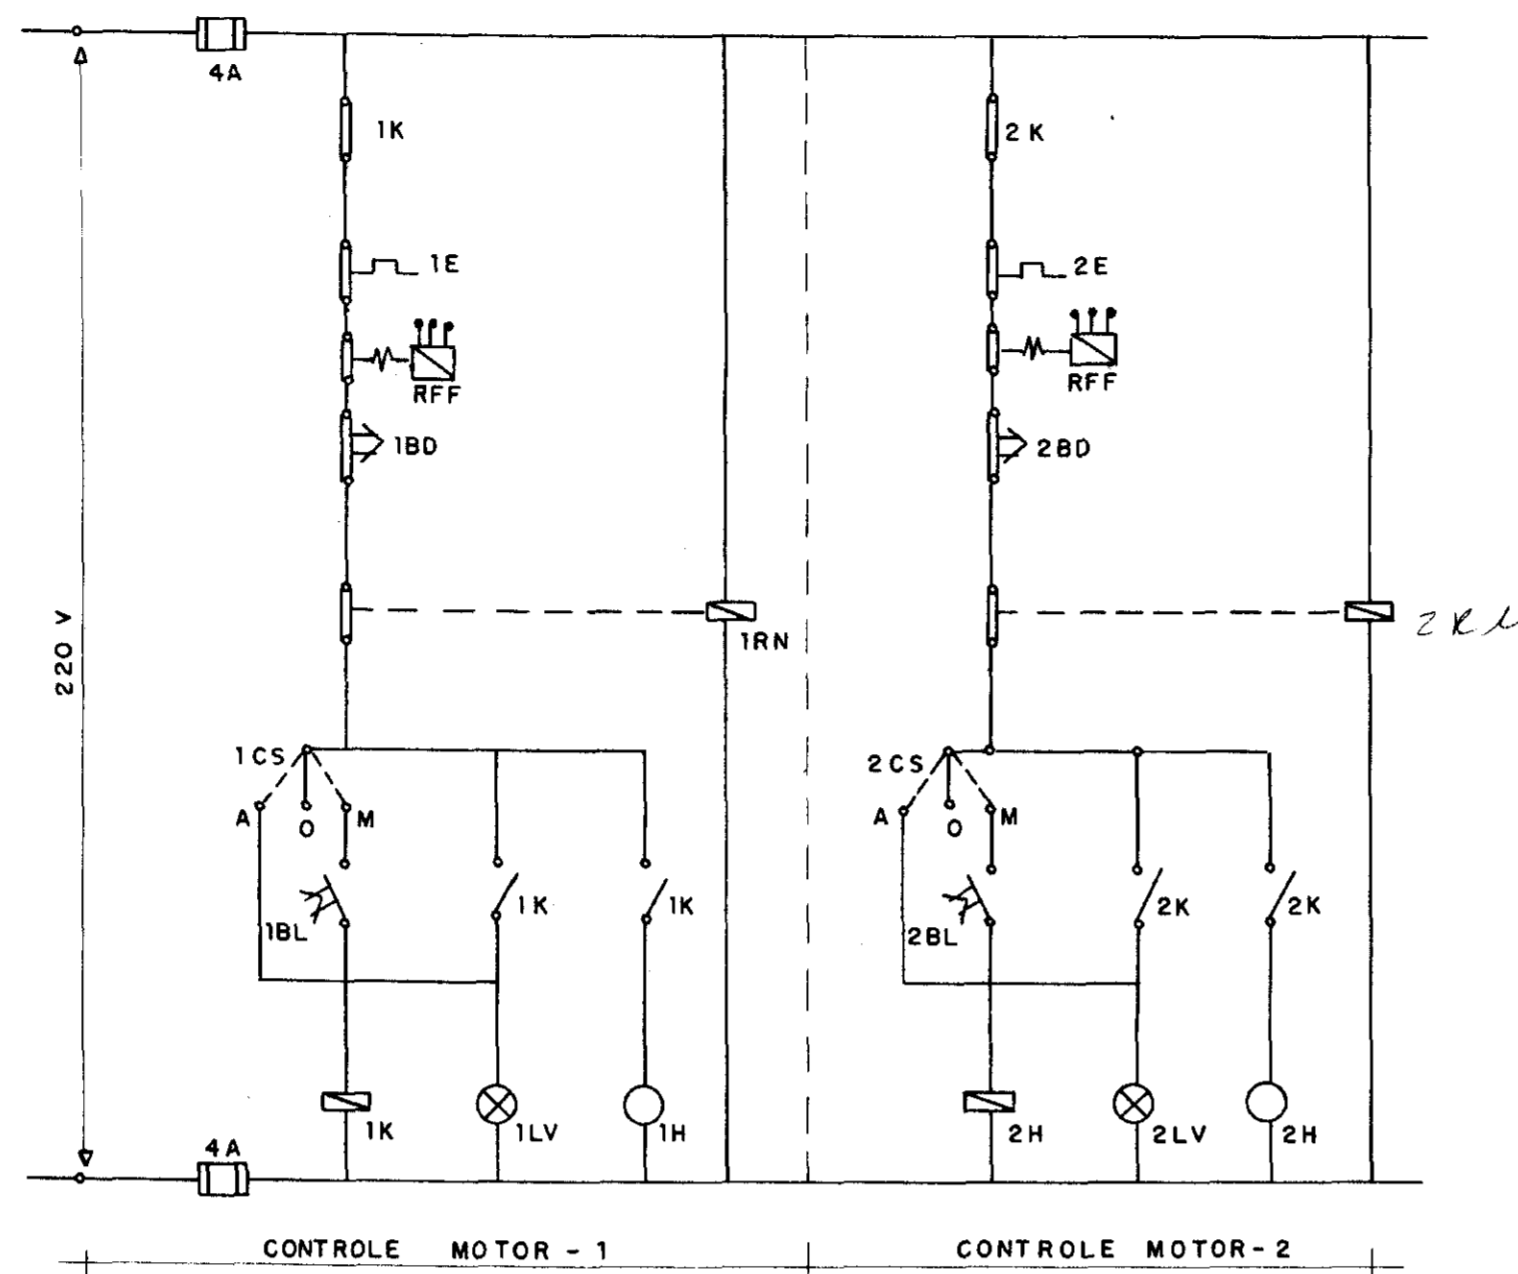 4A
1K
2K
1E
2E
RFF
RFF
1BD
2BD
220 V
1RN
1CS
2CS
A
O
M
A
O
M
1BL
1K
1K
2BL
2K
2K
1K
1LV
1H
2H
2LV
2H
4A
CONTROLE MOTOR - 1
CONTROLE MOTOR - 2